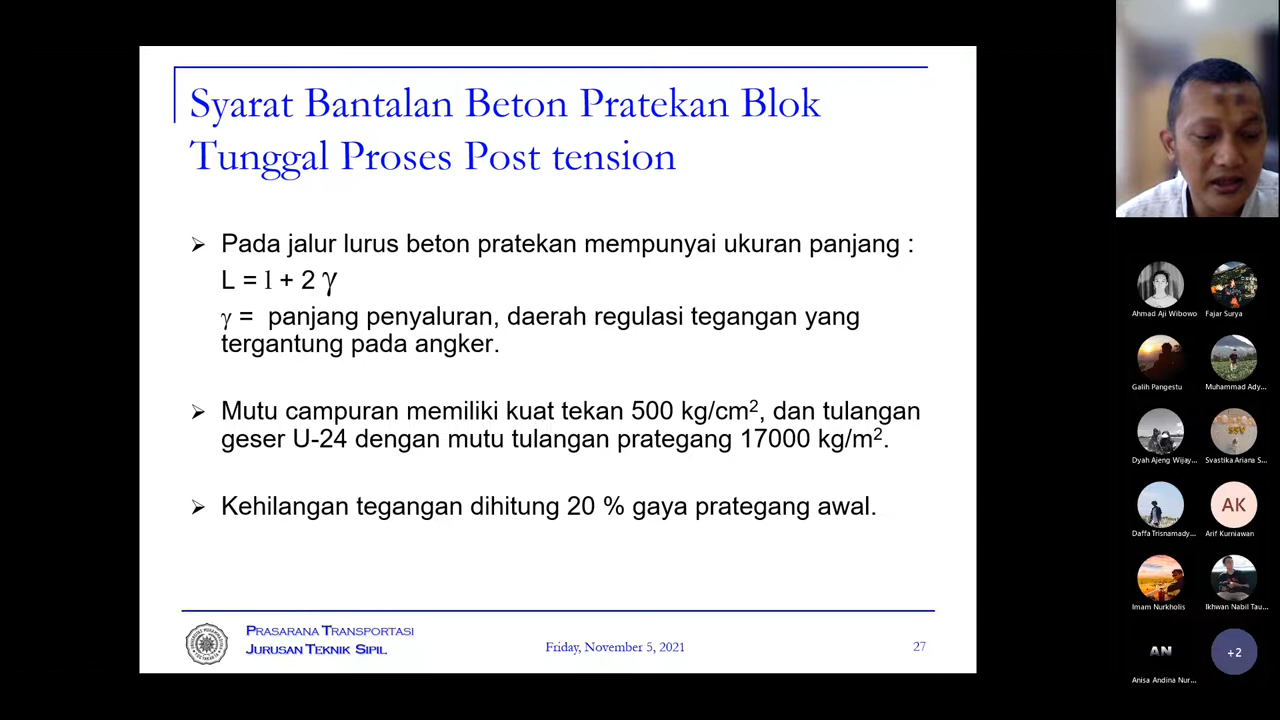 Syarat Bantalan Beton Pratekan Blok
Tunggal Proses Post tension
➢ Pada jalur lurus beton pratekan mempunyai ukuran panjang :
L = l + 2 γ
γ = panjang penyaluran, daerah regulasi tegangan yang
tergantung pada angker.
➢ Mutu campuran memiliki kuat tekan 500 kg/cm², dan tulangan
geser U-24 dengan mutu tulangan prategang 17000 kg/m².
➢ Kehilangan tegangan dihitung 20 % gaya prategang awal.
PRASARANA TRANSPORTASI
JURUSAN TEKNIK SIPIL
Friday, November 5, 2021
27
Ahmad Aji Wibowo
Fajar Surya
Galih Pangestu
Muhammad Ady...
Dyah Ajeng Wijay...
Svastika Ariana S...
Daffa Trisnamady...
AK
Arif Kurniawan
Imam Nurkholis
Ikhwan Nabil Tau...
AN
Anisa Andina Nur...
+2